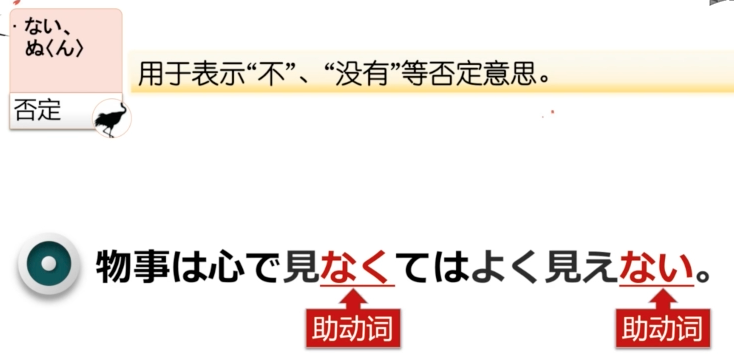 ·ない、
ぬ〈ん〉
否定
用于表示“不”、“没有”等否定意思。
物事は心で見なくてはよく見えない。
助动词
助动词